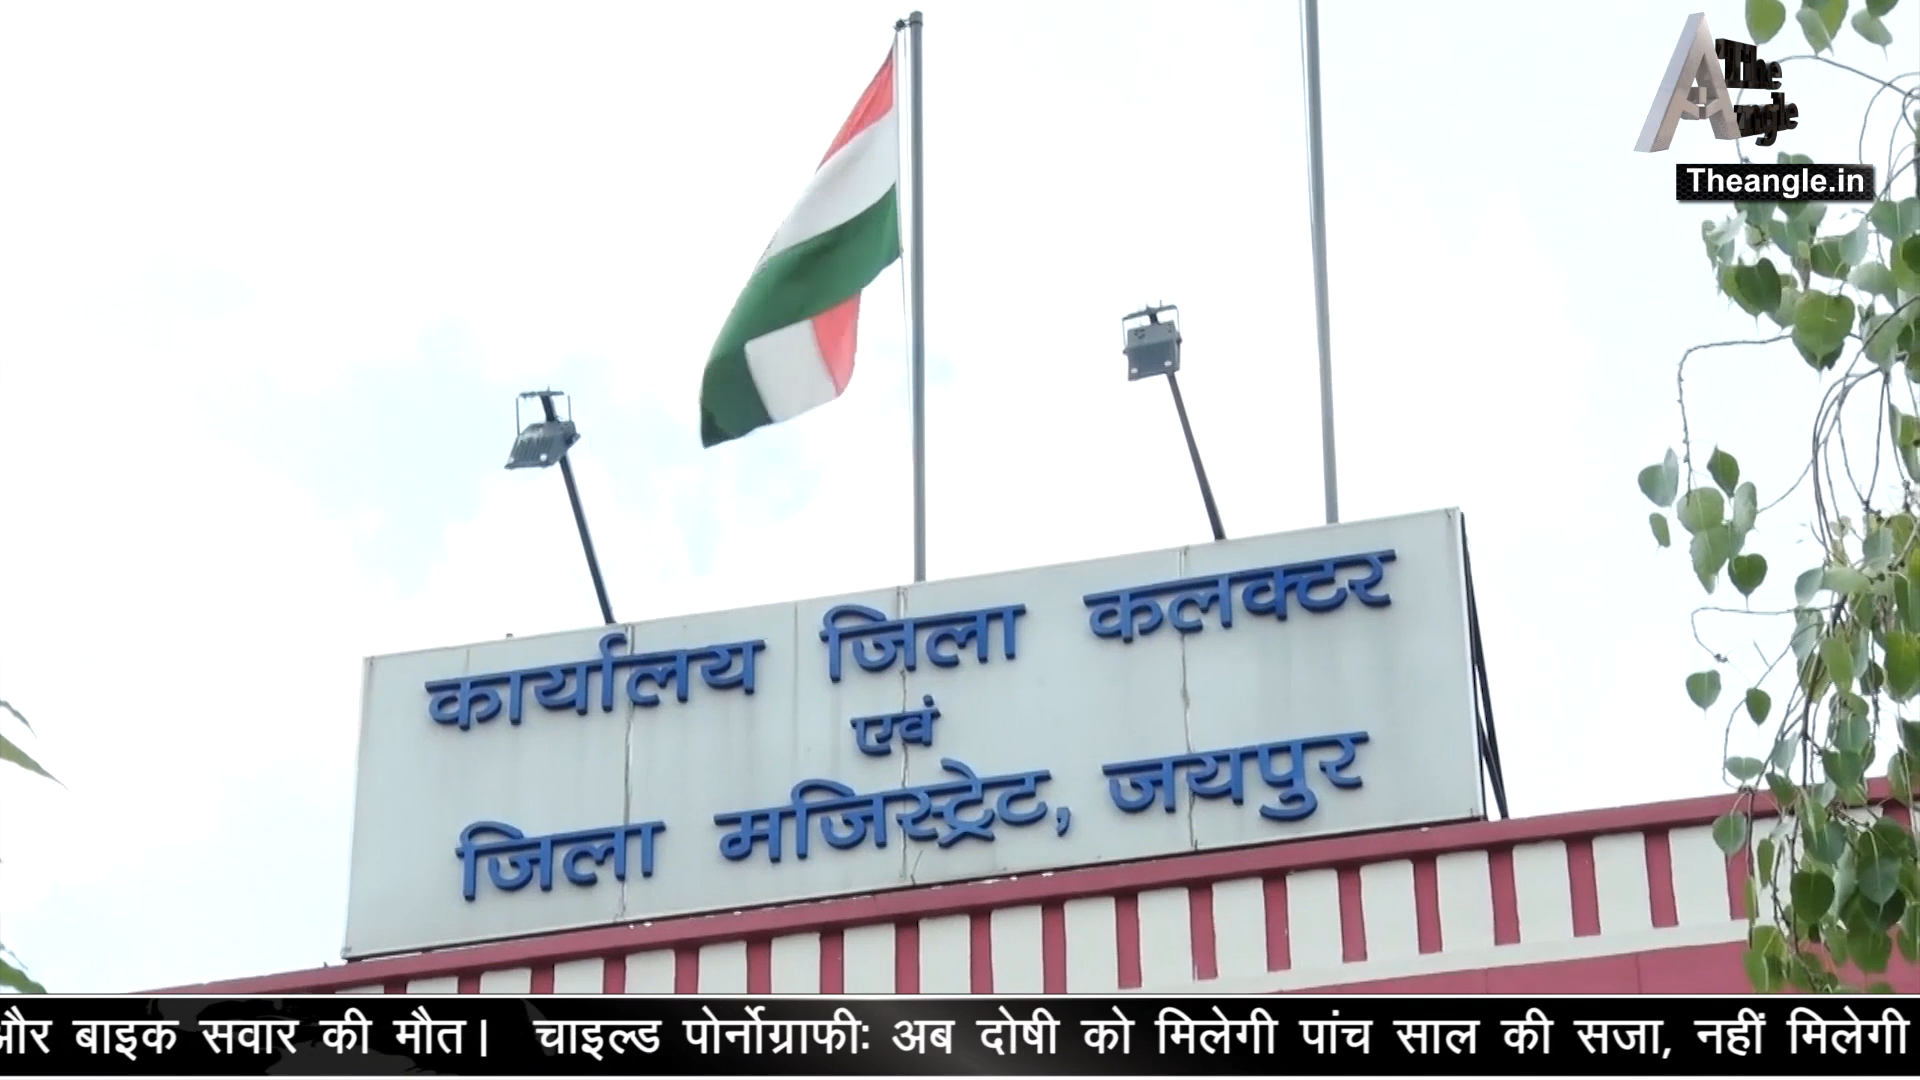 The
Angle
Theangle.in
कार्यालय जिला कलक्टर
एवं
जिला मजिस्ट्रेट, जयपुर
और बाइक सवार की मौत। चाइल्ड पोर्नोग्राफीः अब दोषी को मिलेगी पांच साल की सजा, नहीं मिलेगी